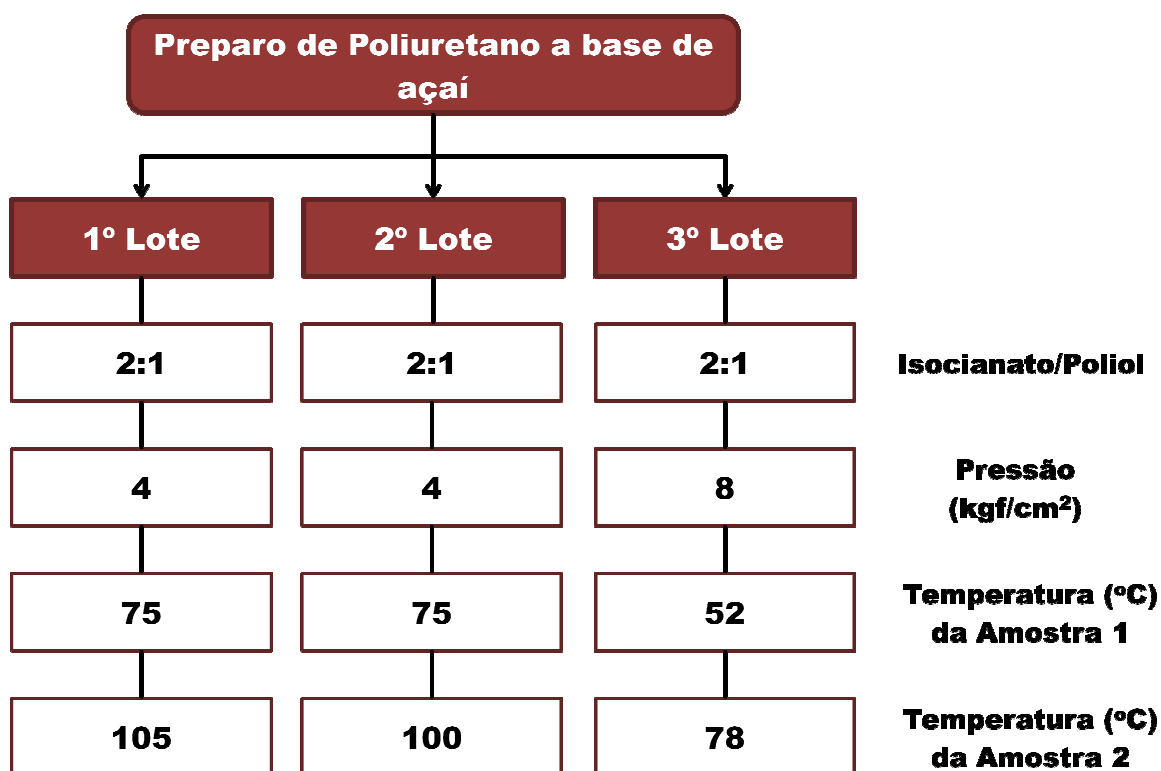 Preparo de Poliuretano a base de
açaí
1º Lote
2º Lote
3º Lote
2:1
2:1
2:1
Isocianato/Poliol
4
4
8
Pressão
(kgf/cm²)
75
75
52
Temperatura (ºC)
da Amostra 1
105
100
78
Temperatura (ºC)
da Amostra 2